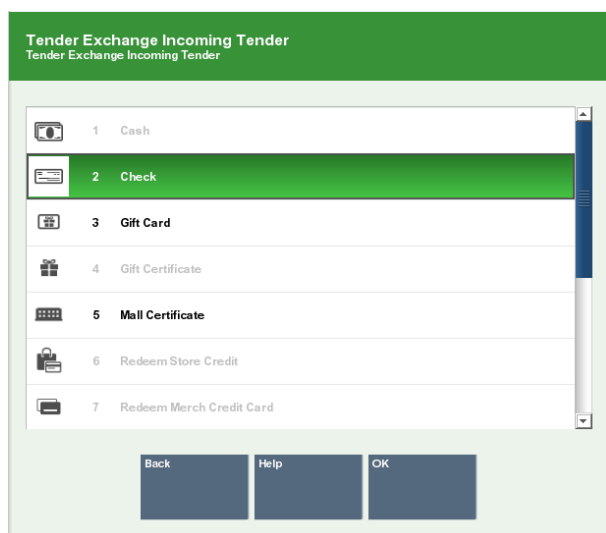 Tender Exchange Incoming Tender
Tender Exchange Incoming Tender
1 Cash
2 Check
3 Gift Card
4 Gift Certificate
5 Mall Certificate
6 Redeem Store Credit
7 Redeem Merch Credit Card
Back Help OK